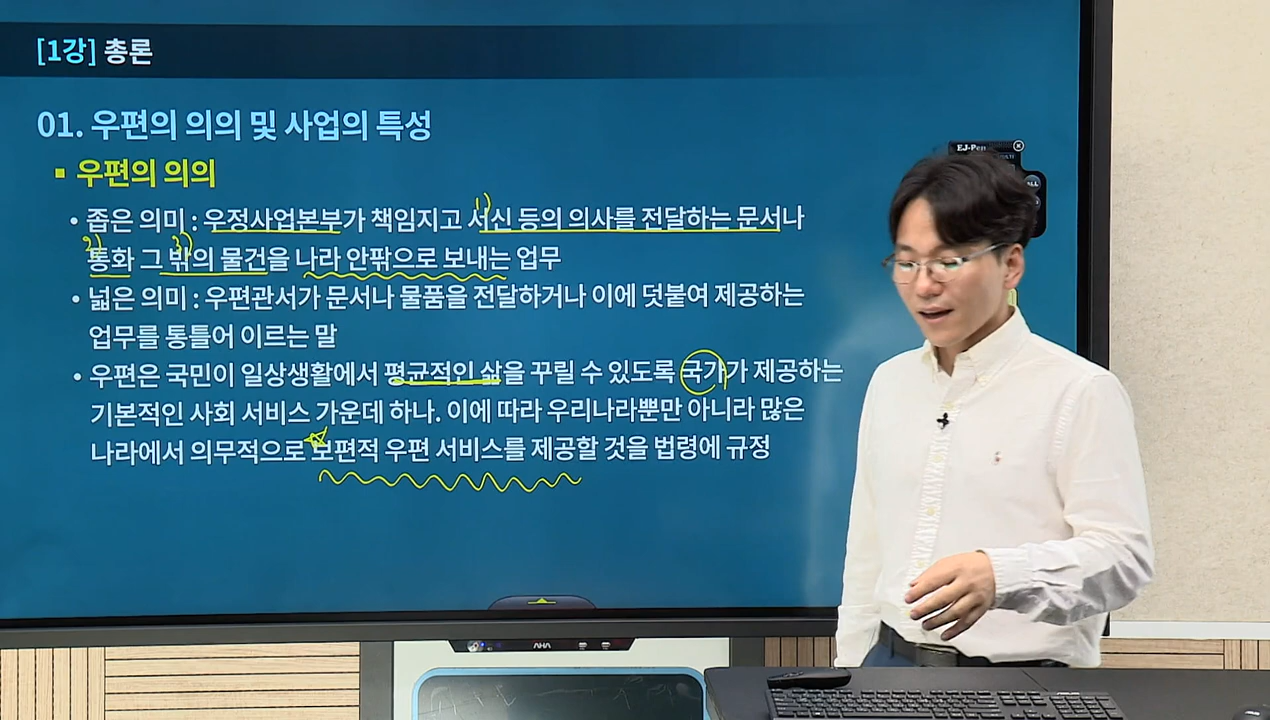 [1강] 총론
01. 우편의 의의 및 사업의 특성
▪ 우편의 의의
• 좁은 의미 : 우정사업본부가 책임지고 서신 등의 의사를 전달하는 문서나
1)
2)
3)
통화 그 밖의 물건을 나라 안팎으로 보내는 업무
• 넓은 의미 : 우편관서가 문서나 물품을 전달하거나 이에 덧붙여 제공하는
업무를 통틀어 이르는 말
• 우편은 국민이 일상생활에서 평균적인 삶을 꾸릴 수 있도록 국가가 제공하는
기본적인 사회 서비스 가운데 하나. 이에 따라 우리나라뿐만 아니라 많은
나라에서 의무적으로 보편적 우편 서비스를 제공할 것을 법령에 규정
EJ-Pen
AHA